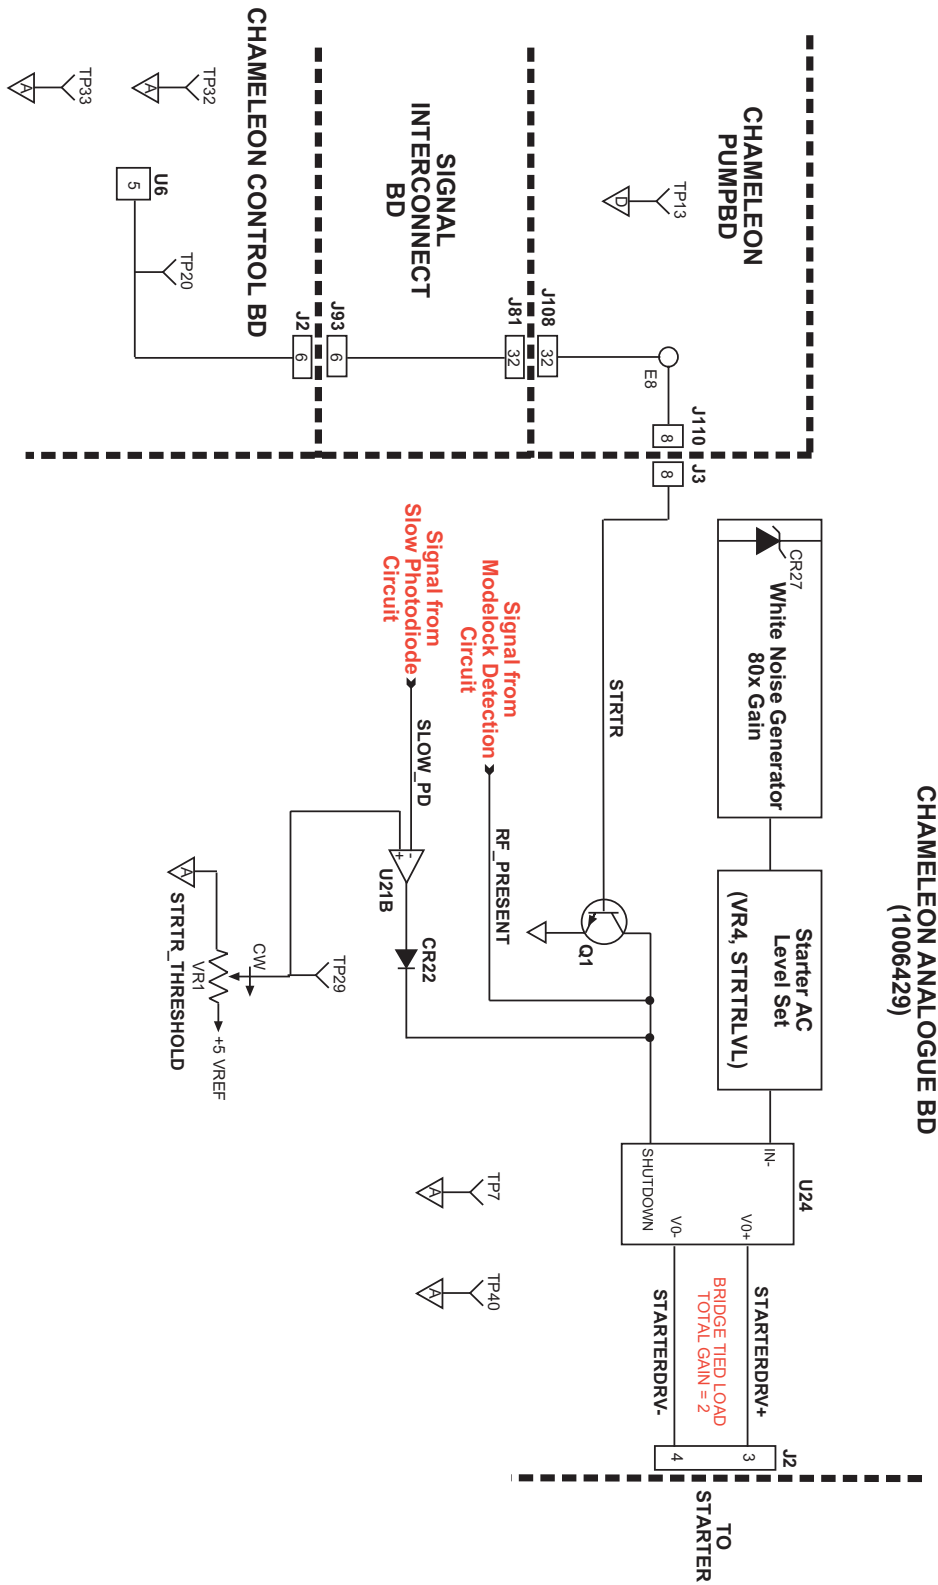 CHAMELEON ANALOGUE BD
(1006429)
CHAMELEON
PUMPBD
TP13
D
J108
32
E8
J110
8
J3
8
SIGNAL
INTERCONNECT
BD
J93
6
J81
32
CHAMELEON CONTROL BD
TP32
A
TP33
A
U6
5
TP20
J2
6
CR27
White Noise Generator
80x Gain
Starter AC
Level Set
(VR4, STRTRLVL)
STRTR
Q1
Signal from
Modelock Detection
Circuit
RF_PRESENT
Signal from
Slow Photodiode
Circuit
SLOW_PD
-
+
U21B
CR22
TP29
CW
VR1
+5 VREF
A
STRTR_THRESHOLD
U24
IN-
SHUTDOWN
V0+
V0-
STARTERDRV+
BRIDGE TIED LOAD
TOTAL GAIN = 2
STARTERDRV-
J2
3
4
TO
STARTER
TP7
A
TP40
A